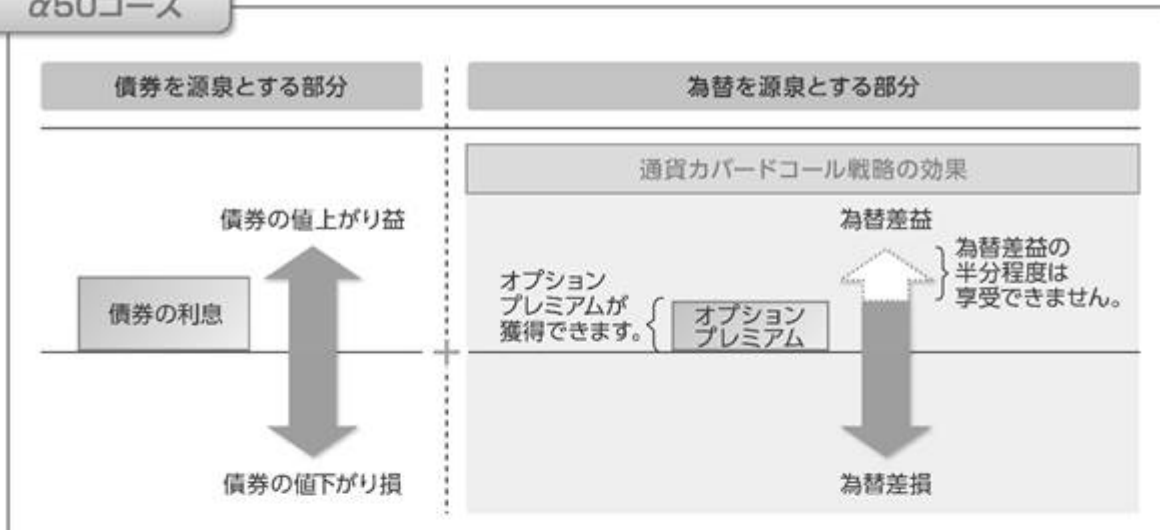 α50コース
債券を源泉とする部分
為替を源泉とする部分
通貨カバードコール戦略の効果
債券の値上がり益
債券の利息
債券の値下がり損
為替差益
オプション
プレミアムが
獲得できます。
オプション
プレミアム
為替差益の
半分程度は
享受できません。
為替差損